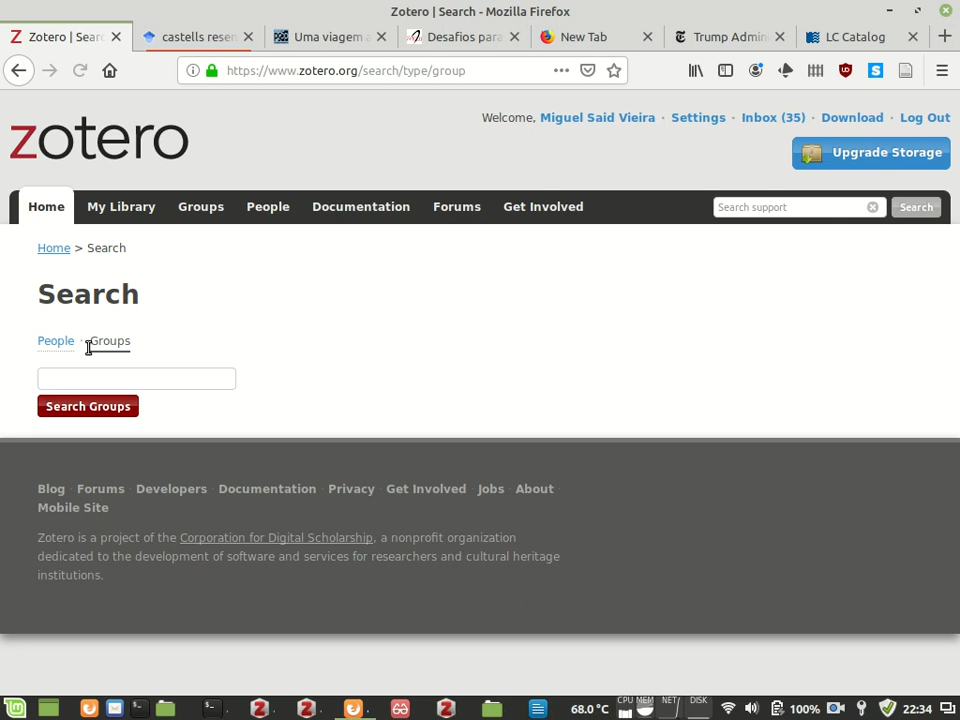 Zotero | Search - Mozilla Firefox
Zotero | Searc
castells resen
Uma viagem a
Desafios para
New Tab
Trump Admin
LC Catalog
https://www.zotero.org/search/type/group
zotero
Welcome, Miguel Said Vieira · Settings · Inbox (35) · Download · Log Out
Upgrade Storage
Home My Library Groups People Documentation Forums Get Involved
Search support
Search
Home > Search
Search
People · Groups
Search Groups
Blog Forums Developers Documentation Privacy Get Involved Jobs About
Mobile Site
Zotero is a project of the Corporation for Digital Scholarship, a nonprofit organization
dedicated to the development of software and services for researchers and cultural heritage
institutions.
68.0 °C CPU MEM NET DISK 100% 22:34